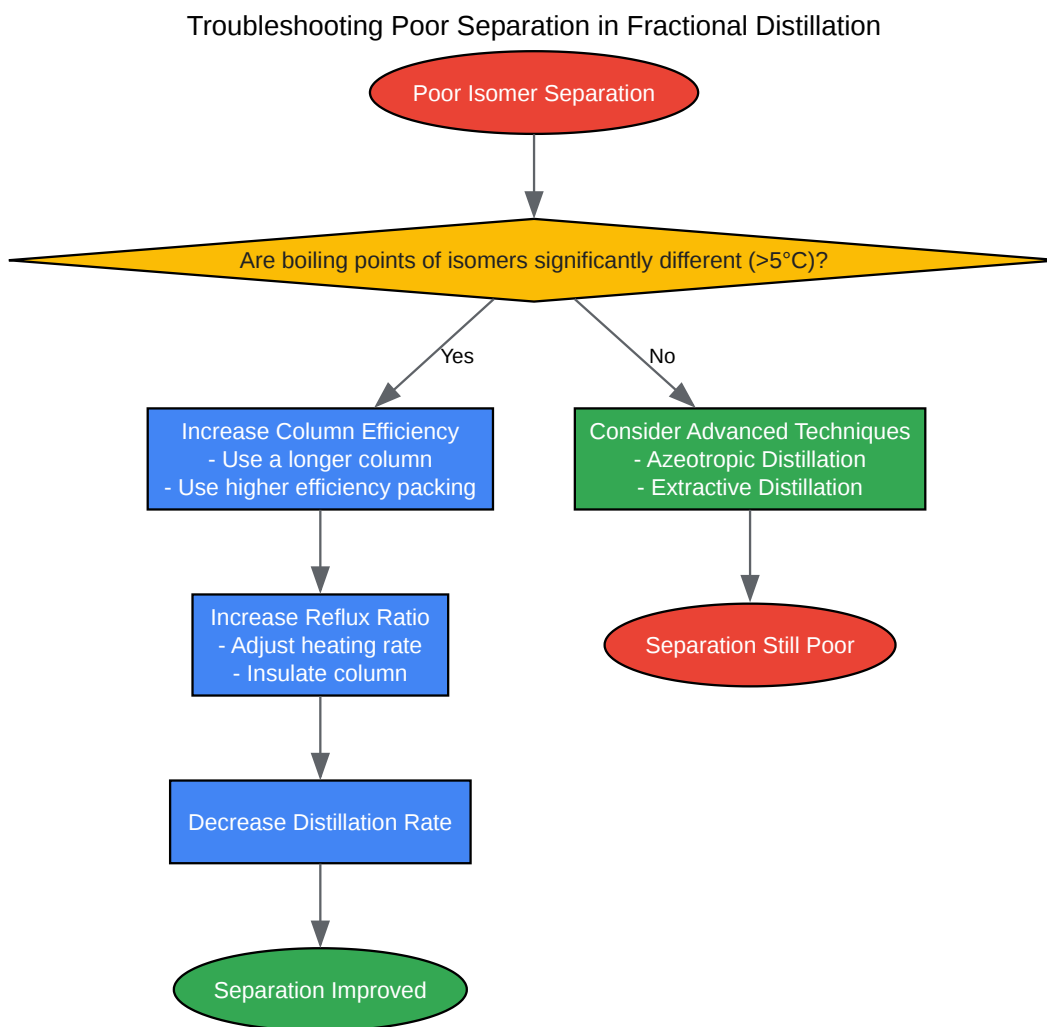 Troubleshooting Poor Separation in Fractional Distillation
Poor Isomer Separation
Are boiling points of isomers significantly different (>5°C)?
Yes
No
Increase Column Efficiency
- Use a longer column
- Use higher efficiency packing
Consider Advanced Techniques
- Azeotropic Distillation
- Extractive Distillation
Increase Reflux Ratio
- Adjust heating rate
- Insulate column
Separation Still Poor
Decrease Distillation Rate
Separation Improved